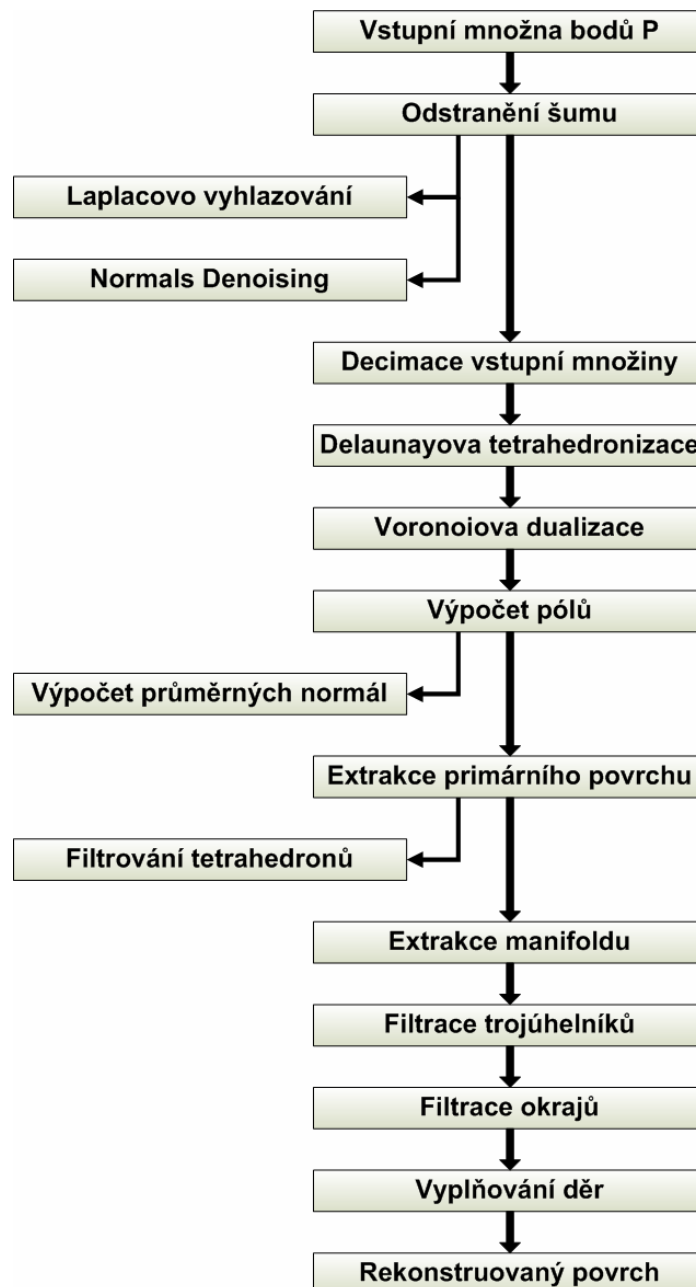 Vstupní množna bodů P
Odstranění šumu
Laplacovo vyhlazování
Normals Denoising
Decimace vstupní množiny
Delaunayova tetrahedronizace
Voronoiova dualizace
Výpočet pólů
Výpočet průměrných normál
Extrakce primárního povrchu
Filtrování tetrahedronů
Extrakce manifoldu
Filtrace trojúhelníků
Filtrace okrajů
Vyplňování děr
Rekonstruovaný povrch